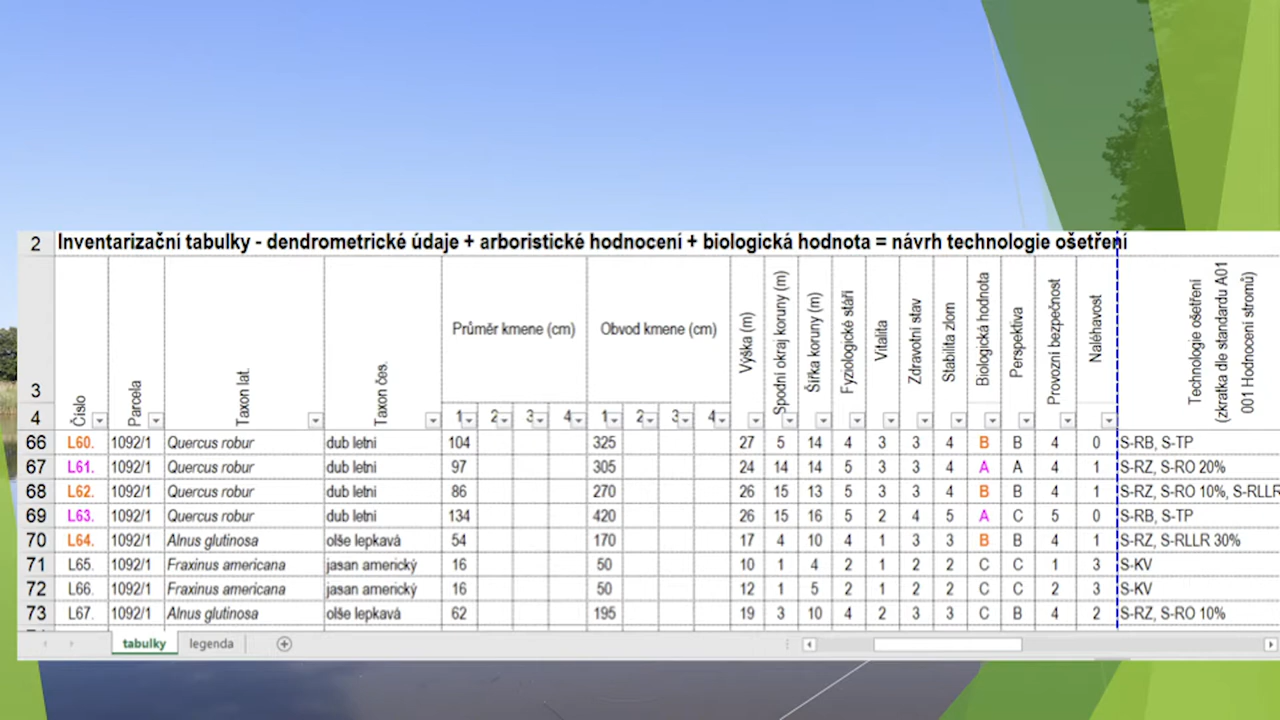 2 Inventarizační tabulky - dendrometrické údaje + arboristické hodnocení + biologická hodnota = návrh technologie ošetření
3 Číslo Parcela Taxon lat. Taxon čes. Průměr kmene (cm) Obvod kmene (cm) Výška (m) Spodní okraj koruny (m) Šířka koruny (m) Fyziologické stáří Vitalita Zdravotní stav Stabilita zlom Biologická hodnota Perspektiva Provozní bezpečnost Naléhavost Technologie ošetření
(zkratka dle standardu A01
001 Hodnocení stromů)
4 1 2 3 4 1 2 3 4
66 L60. 1092/1 Quercus robur dub letní 104 325 27 5 14 4 3 3 4 B B 4 0 S-RB, S-TP
67 L61. 1092/1 Quercus robur dub letní 97 305 24 14 14 5 3 3 4 A A 4 1 S-RZ, S-RO 20%
68 L62. 1092/1 Quercus robur dub letní 86 270 26 15 13 5 3 3 4 B B 4 1 S-RZ, S-RO 10%, S-RLLR
69 L63. 1092/1 Quercus robur dub letní 134 420 26 15 16 5 2 4 5 A C 5 0 S-RB, S-TP
70 L64. 1092/1 Alnus glutinosa olše lepkavá 54 170 17 4 10 4 1 3 3 B B 4 1 S-RZ, S-RLLR 30%
71 L65. 1092/1 Fraxinus americana jasan americký 16 50 10 1 4 2 1 2 2 C C 1 3 S-KV
72 L66. 1092/1 Fraxinus americana jasan americký 16 50 12 1 5 2 1 2 2 C C 2 3 S-KV
73 L67. 1092/1 Alnus glutinosa olše lepkavá 62 195 19 3 10 4 2 3 3 C B 4 2 S-RZ, S-RO 10%
tabulky legenda